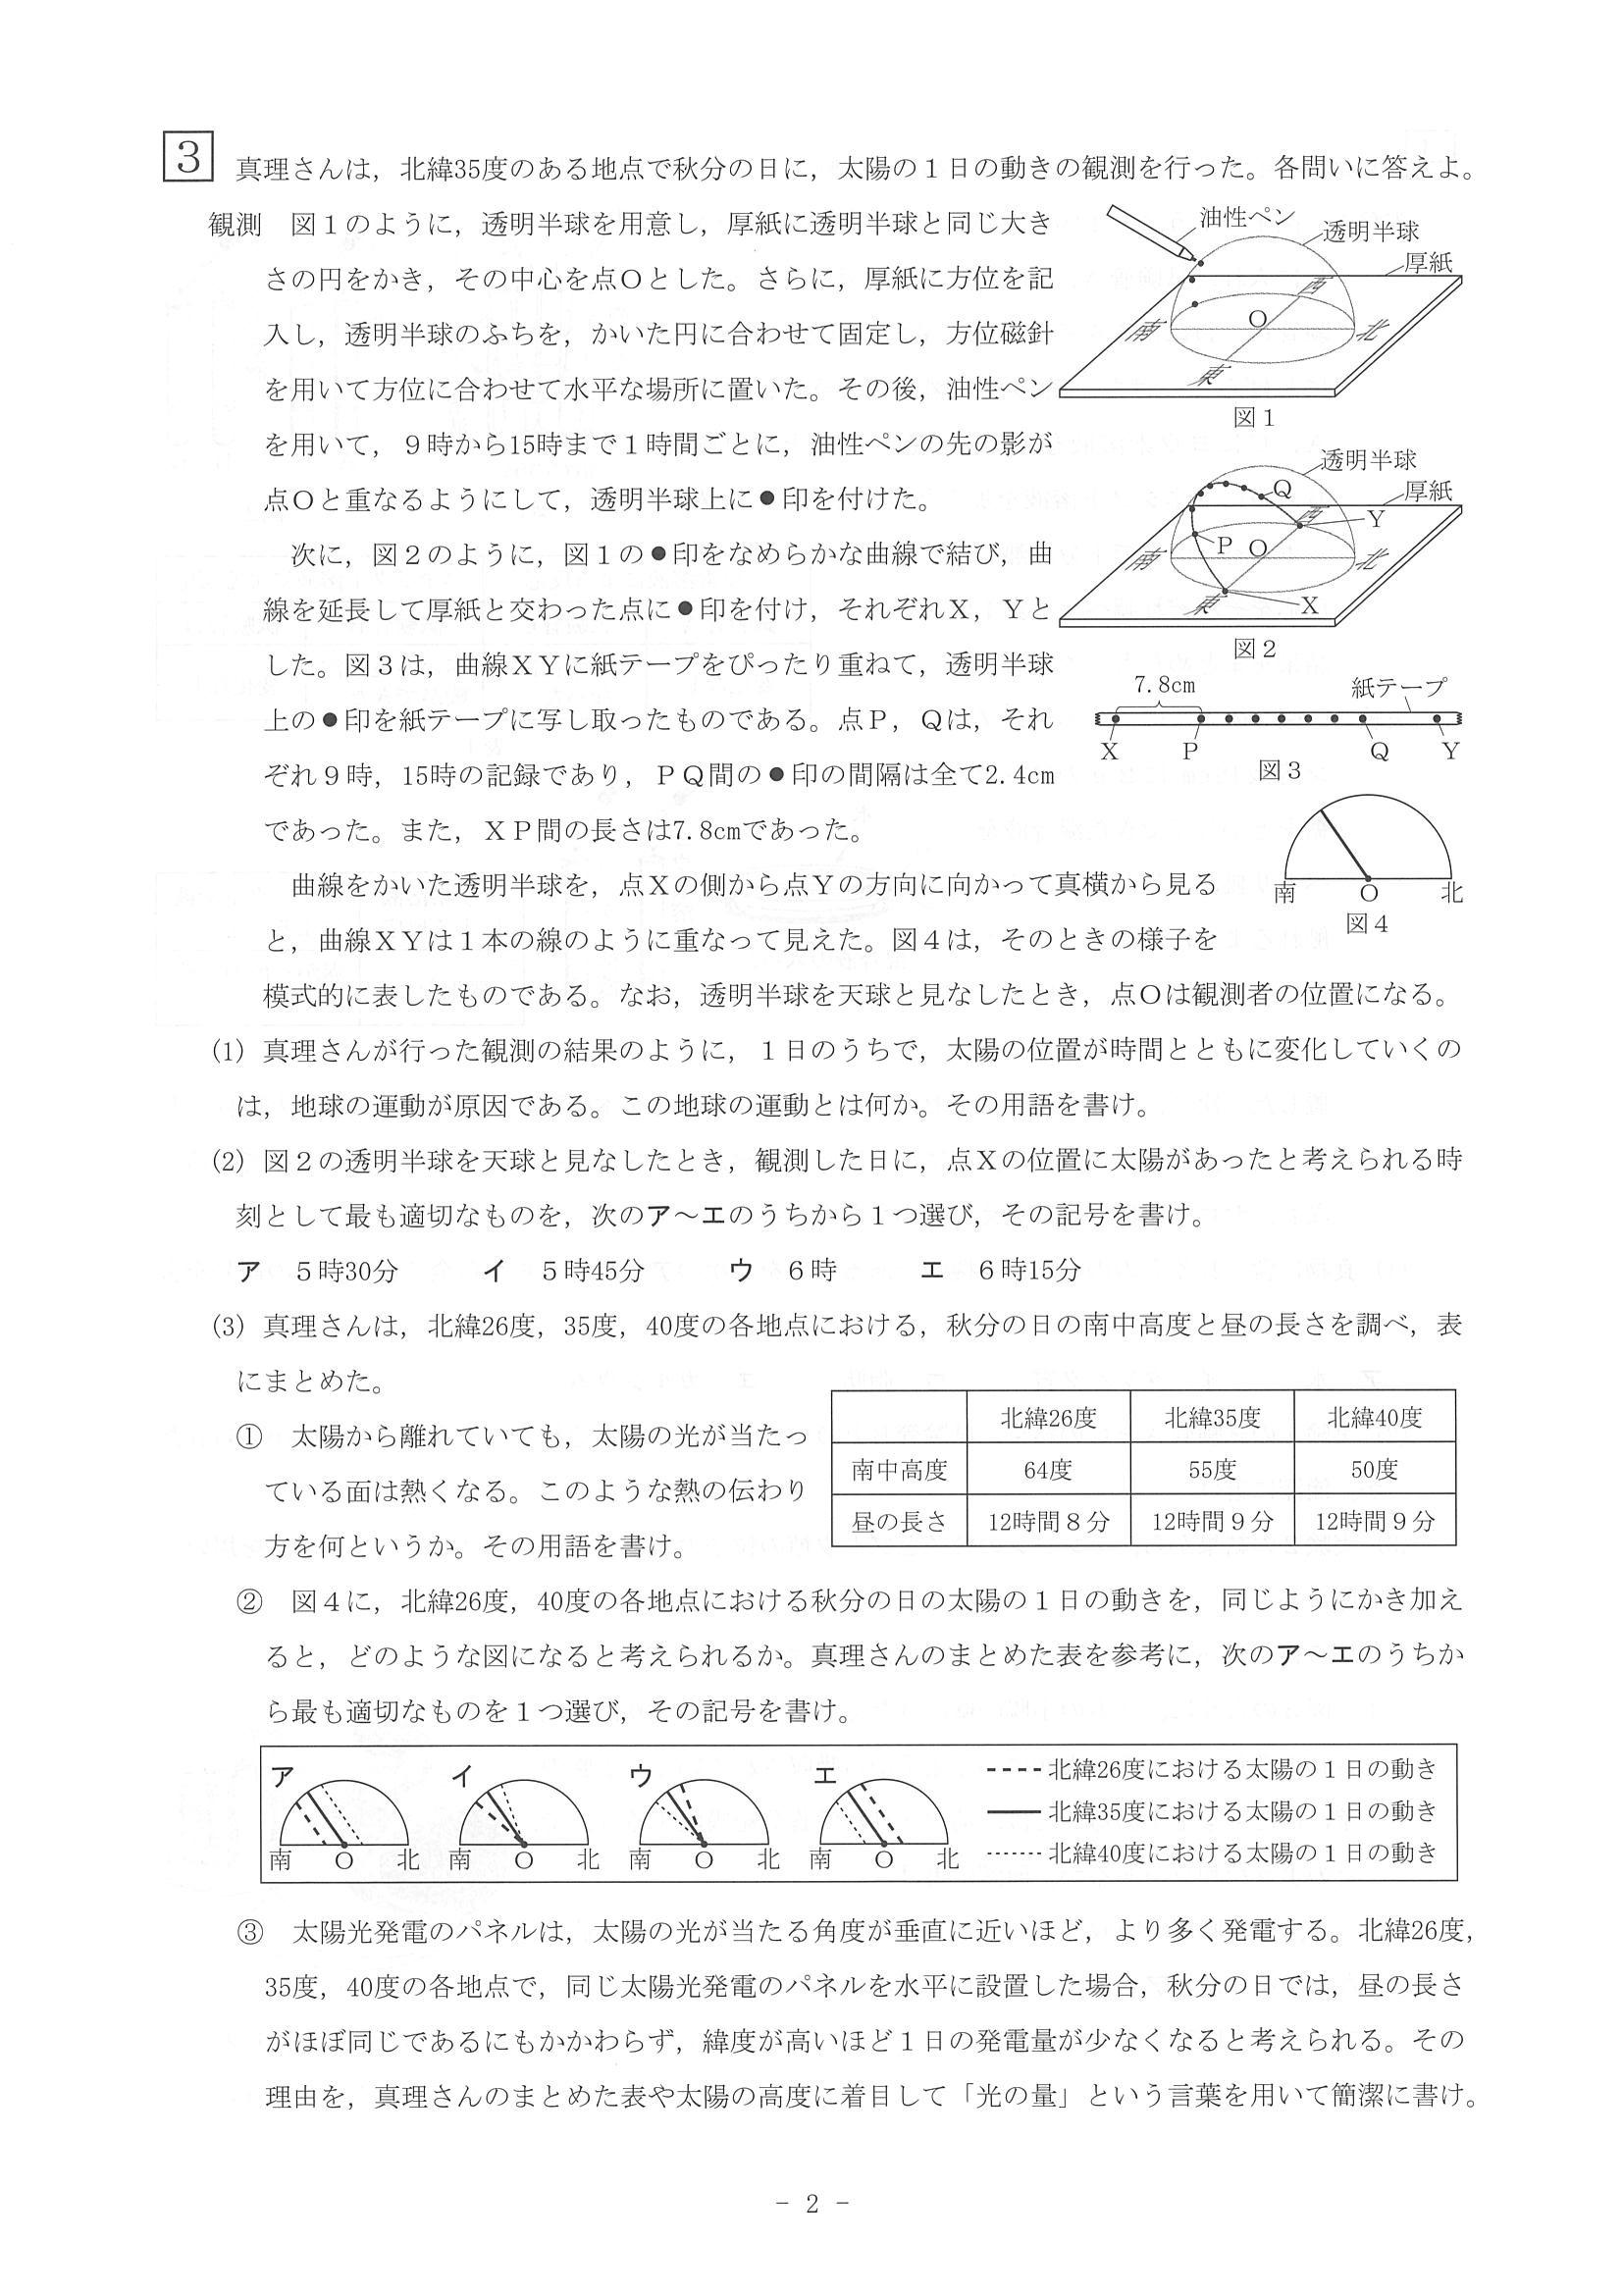 3 真理さんは，北緯35度のある地点で秋分の日に，太陽の１日の動きの観測を行った。各問いに答えよ。
観測　図１のように，透明半球を用意し，厚紙に透明半球と同じ大き
さの円をかき，その中心を点Ｏとした。さらに，厚紙に方位を記
入し，透明半球のふちを，かいた円に合わせて固定し，方位磁針
を用いて方位に合わせて水平な場所に置いた。その後，油性ペン
を用いて，９時から15時まで１時間ごとに，油性ペンの先の影が
点Ｏと重なるようにして，透明半球上に●印を付けた。
次に，図２のように，図１の●印をなめらかな曲線で結び，曲
線を延長して厚紙と交わった点に●印を付け，それぞれＸ，Ｙと
した。図３は，曲線ＸＹに紙テープをぴったり重ねて，透明半球
上の●印を紙テープに写し取ったものである。点Ｐ，Ｑは，それ
ぞれ９時，15時の記録であり，ＰＱ間の●印の間隔は全て2.4cm
であった。また，ＸＰ間の長さは7.8cmであった。
曲線をかいた透明半球を，点Ｘの側から点Ｙの方向に向かって真横から見る
と，曲線ＸＹは１本の線のように重なって見えた。図４は，そのときの様子を
模式的に表したものである。なお，透明半球を天球と見なしたとき，点Ｏは観測者の位置になる。
油性ペン
透明半球
厚紙
西
Ｏ
南
北
東
図１
透明半球
厚紙
Ｑ
西
Ｙ
Ｐ Ｏ
南
北
東
Ｘ
図２
7.8cm
紙テープ
Ｘ Ｐ Ｑ Ｙ
図３
南 Ｏ 北
図４
(1) 真理さんが行った観測の結果のように，１日のうちで，太陽の位置が時間とともに変化していくの
は，地球の運動が原因である。この地球の運動とは何か。その用語を書け。
(2) 図２の透明半球を天球と見なしたとき，観測した日に，点Ｘの位置に太陽があったと考えられる時
刻として最も適切なものを，次のア～エのうちから１つ選び，その記号を書け。
ア　５時30分　イ　５時45分　ウ　６時　エ　６時15分
(3) 真理さんは，北緯26度，35度，40度の各地点における，秋分の日の南中高度と昼の長さを調べ，表
にまとめた。
① 太陽から離れていても，太陽の光が当たっ
ている面は熱くなる。このような熱の伝わり
方を何というか。その用語を書け。
北緯26度 北緯35度 北緯40度
南中高度 64度 55度 50度
昼の長さ 12時間８分 12時間９分 12時間９分
② 図４に，北緯26度，40度の各地点における秋分の日の太陽の１日の動きを，同じようにかき加え
ると，どのような図になると考えられるか。真理さんのまとめた表を参考に，次のア～エのうちか
ら最も適切なものを１つ選び，その記号を書け。
ア イ ウ エ
南 Ｏ 北 南 Ｏ 北 南 Ｏ 北 南 Ｏ 北
北緯26度における太陽の１日の動き
北緯35度における太陽の１日の動き
北緯40度における太陽の１日の動き
③ 太陽光発電のパネルは，太陽の光が当たる角度が垂直に近いほど，より多く発電する。北緯26度，
35度，40度の各地点で，同じ太陽光発電のパネルを水平に設置した場合，秋分の日では，昼の長さ
がほぼ同じであるにもかかわらず，緯度が高いほど１日の発電量が少なくなると考えられる。その
理由を，真理さんのまとめた表や太陽の高度に着目して「光の量」という言葉を用いて簡潔に書け。
－ 2 －